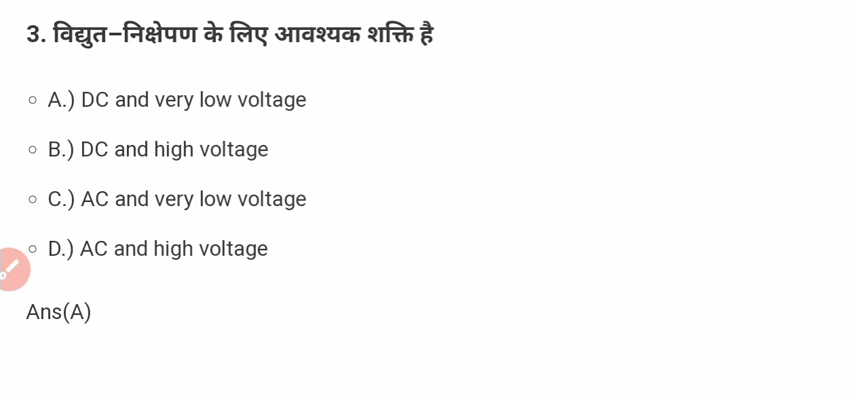 3. विद्युत–निक्षेपण के लिए आवश्यक शक्ति है
A.) DC and very low voltage
B.) DC and high voltage
C.) AC and very low voltage
D.) AC and high voltage
Ans(A)